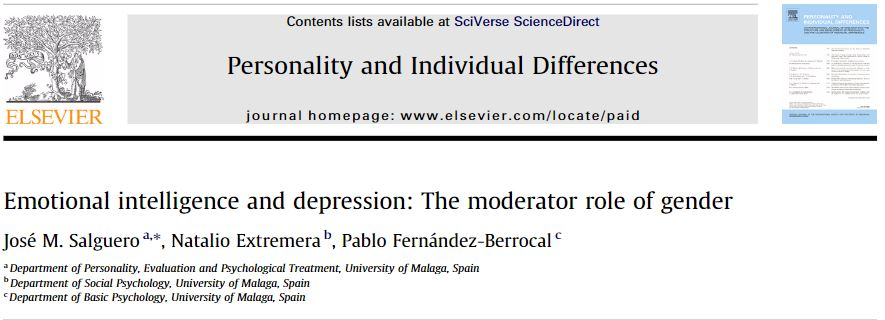 Contents lists available at SciVerse ScienceDirect
Personality and Individual Differences
journal homepage: www.elsevier.com/locate/paid
ELSEVIER
PERSONALITY AND
INDIVIDUAL DIFFERENCES
Emotional intelligence and depression: The moderator role of gender
José M. Salguero a,*, Natalio Extremera b, Pablo Fernández-Berrocal c
a Department of Personality, Evaluation and Psychological Treatment, University of Malaga, Spain
b Department of Social Psychology, University of Malaga, Spain
c Department of Basic Psychology, University of Malaga, Spain